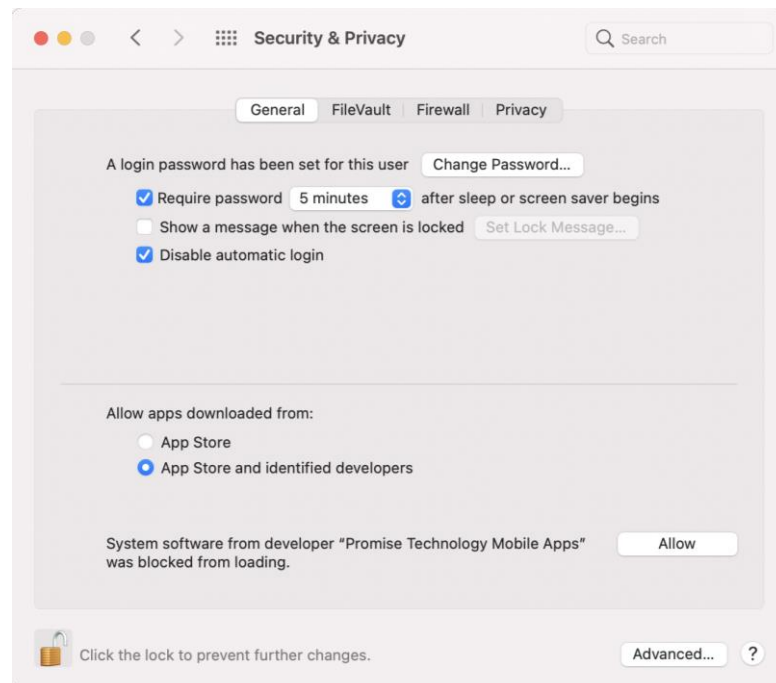 Security & Privacy
Search
General FileVault Firewall Privacy
A login password has been set for this user Change Password...
Require password 5 minutes after sleep or screen saver begins
Show a message when the screen is locked Set Lock Message...
Disable automatic login
Allow apps downloaded from:
App Store
App Store and identified developers
System software from developer “Promise Technology Mobile Apps” Allow
was blocked from loading.
Click the lock to prevent further changes. Advanced... ?